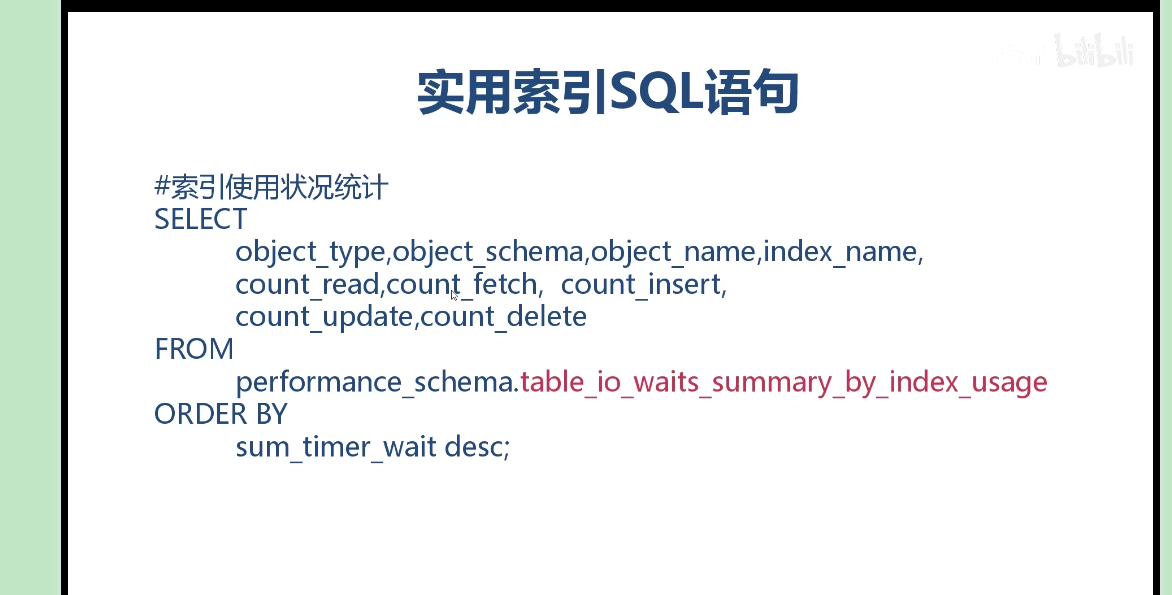 bilibili
实用索引SQL语句
#索引使用状况统计
SELECT
object_type,object_schema,object_name,index_name,
count_read,count_fetch, count_insert,
count_update,count_delete
FROM
performance_schema.table_io_waits_summary_by_index_usage
ORDER BY
sum_timer_wait desc;